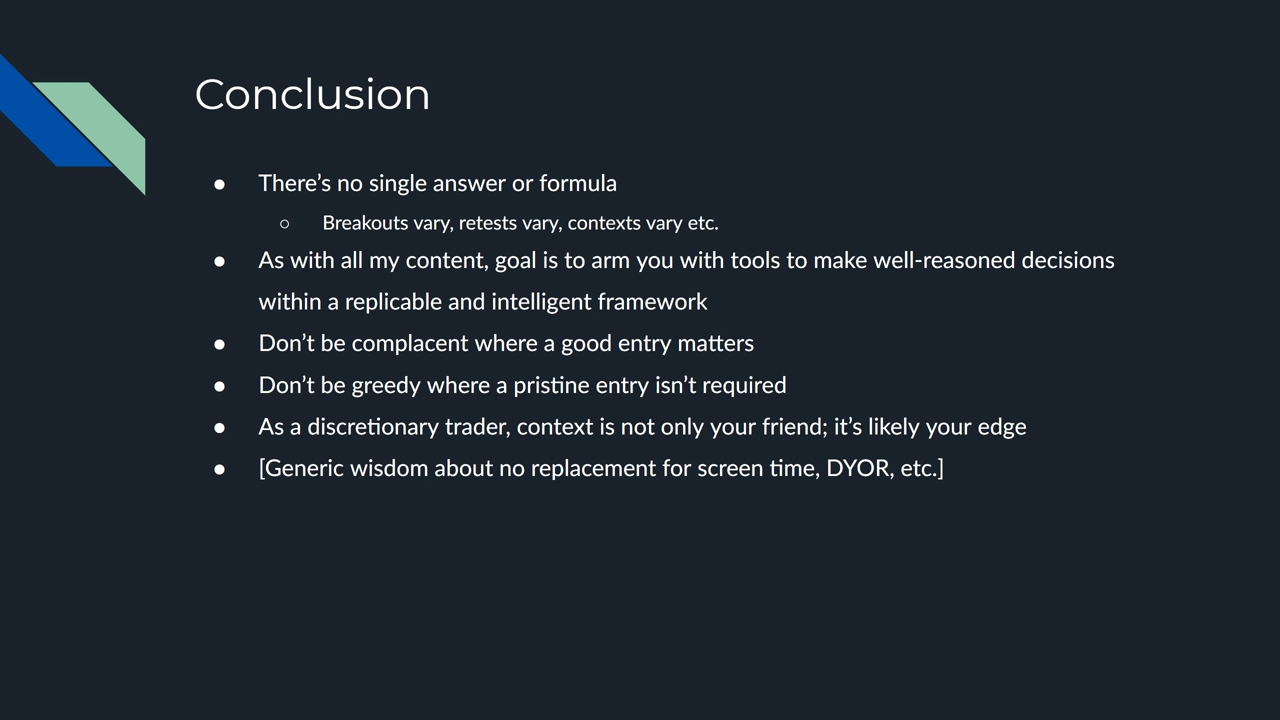 Conclusion
● There’s no single answer or formula
○ Breakouts vary, retests vary, contexts vary etc.
● As with all my content, goal is to arm you with tools to make well-reasoned decisions
within a replicable and intelligent framework
● Don’t be complacent where a good entry matters
● Don’t be greedy where a pristine entry isn’t required
● As a discretionary trader, context is not only your friend; it’s likely your edge
● [Generic wisdom about no replacement for screen time, DYOR, etc.]